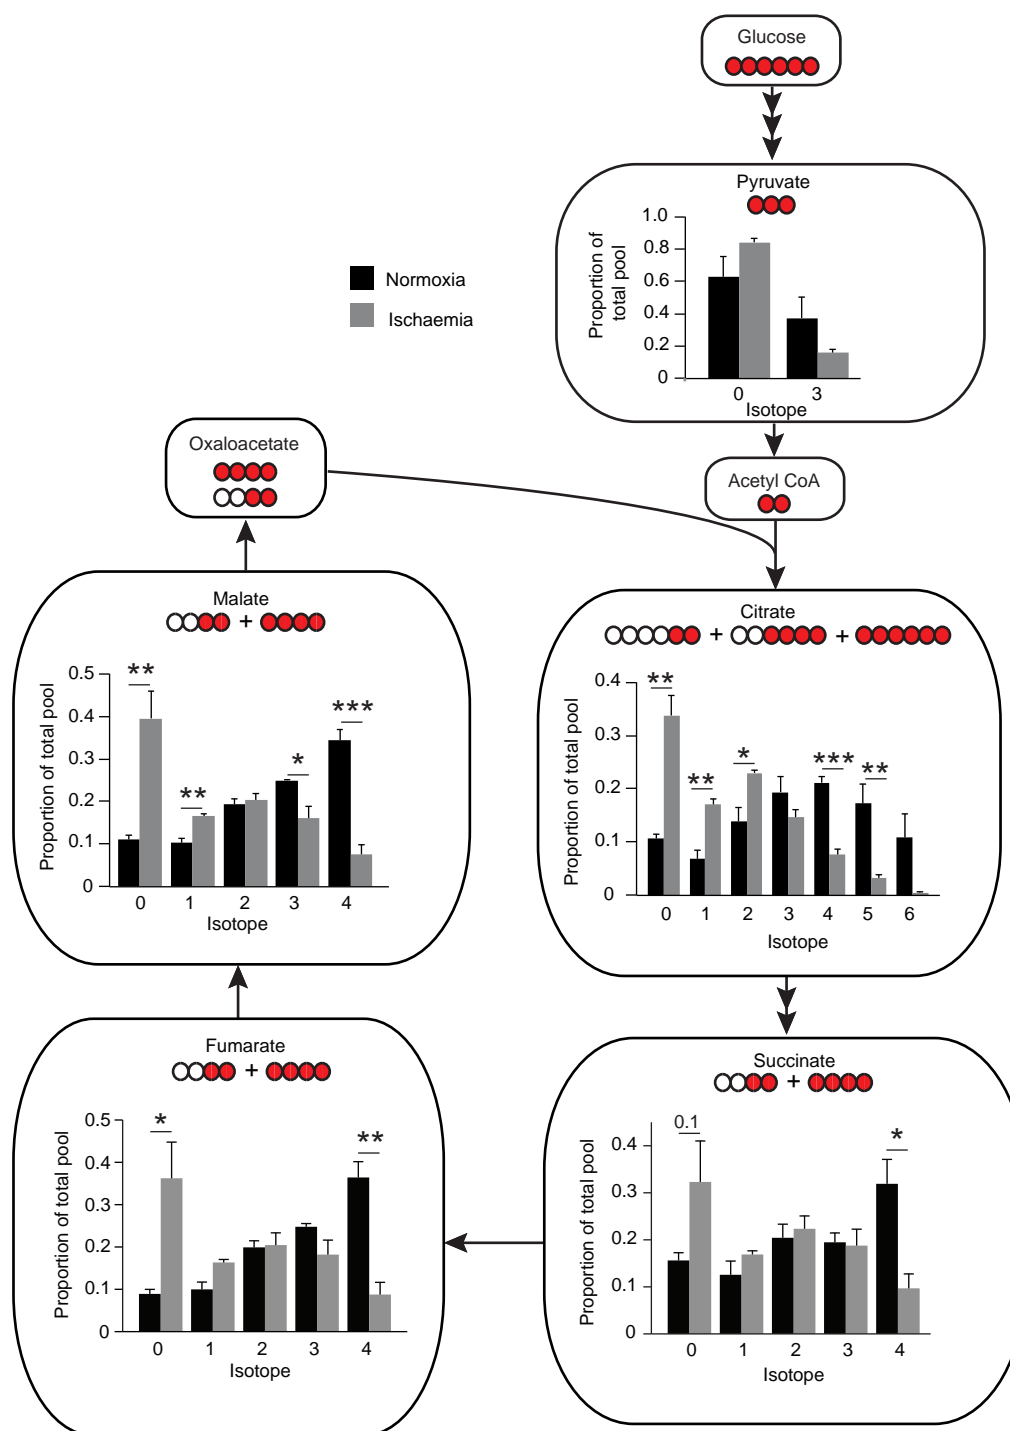 Glucose
Pyruvate
Proportion of
total pool
1.0
0.8
0.6
0.4
0.2
0
0 3
Isotope
Normoxia
Ischaemia
Oxaloacetate
Acetyl CoA
Malate
+
Proportion of total pool
0.5
0.4
0.3
0.2
0.1
0
** ** * ***
0 1 2 3 4
Isotope
Citrate
+ +
Proportion of total pool
0.4
0.3
0.2
0.1
0
** ** * *** **
0 1 2 3 4 5 6
Isotope
Fumarate
+
Proportion of total pool
0.5
0.4
0.3
0.2
0.1
0
* **
0 1 2 3 4
Isotope
Succinate
+
Proportion of total pool
0.4
0.3
0.2
0.1
0
0.1 *
0 1 2 3 4
Isotope